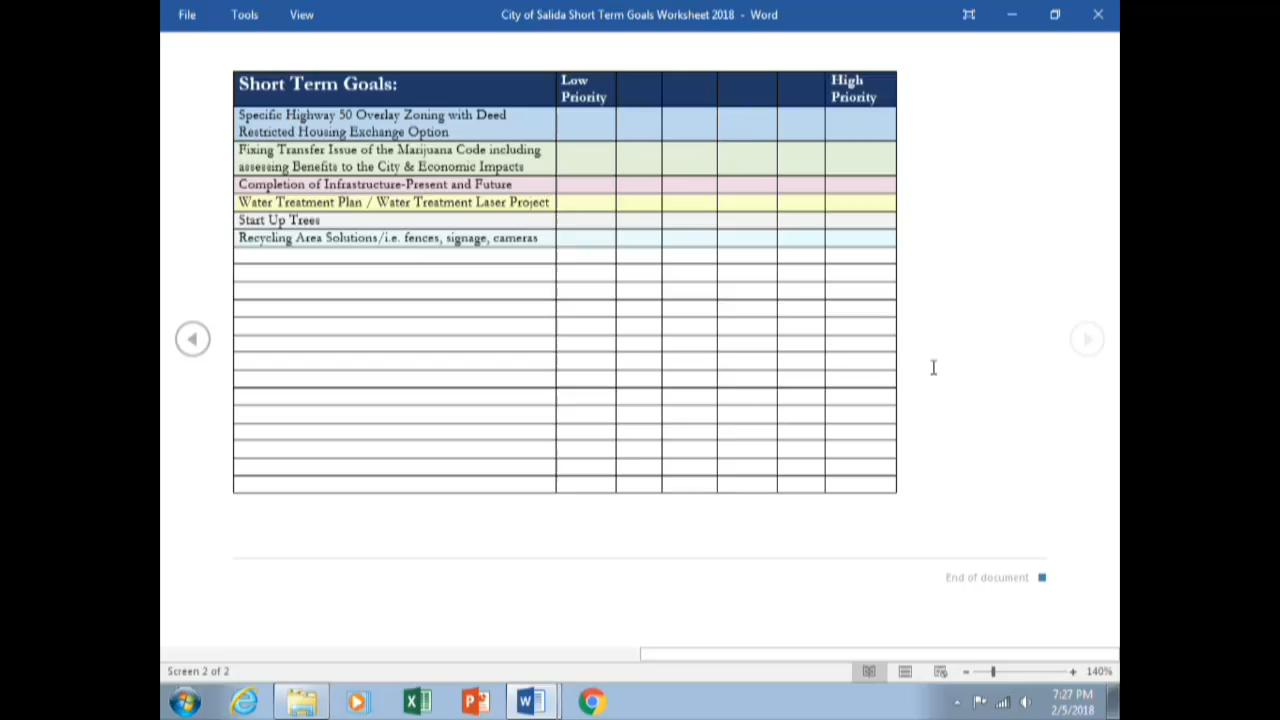 File Tools View City of Salida Short Term Goals Worksheet 2018 - Word
Short Term Goals: Low Priority High Priority
Specific Highway 50 Overlay Zoning with Deed
Restricted Housing Exchange Option
Fixing Transfer Issue of the Marijuana Code including
assessing Benefits to the City & Economic Impacts
Completion of Infrastructure-Present and Future
Water Treatment Plan / Water Treatment Laser Project
Start Up Trees
Recycling Area Solutions/i.e. fences, signage, cameras
End of document
Screen 2 of 2 140%
7:27 PM
2/5/2018